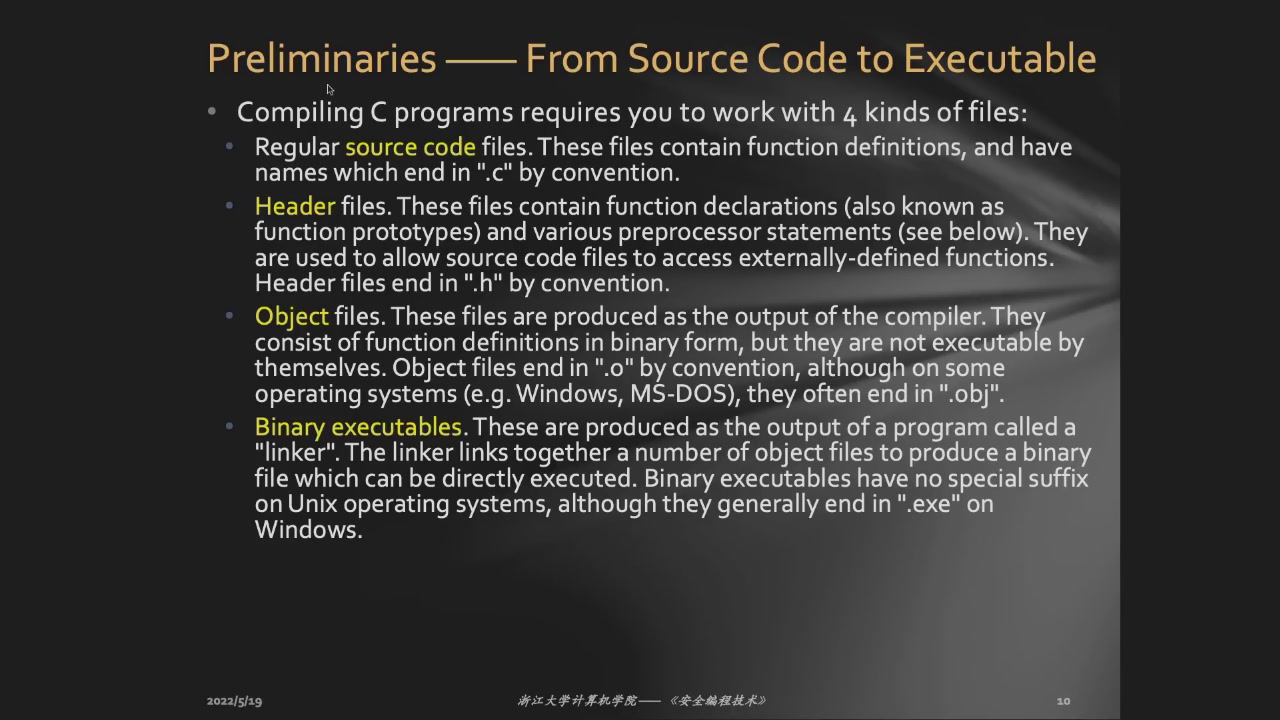 Preliminaries —— From Source Code to Executable
• Compiling C programs requires you to work with 4 kinds of files:
• Regular source code files. These files contain function definitions, and have
names which end in ".c" by convention.
• Header files. These files contain function declarations (also known as
function prototypes) and various preprocessor statements (see below). They
are used to allow source code files to access externally-defined functions.
Header files end in ".h" by convention.
• Object files. These files are produced as the output of the compiler. They
consist of function definitions in binary form, but they are not executable by
themselves. Object files end in ".o" by convention, although on some
operating systems (e.g. Windows, MS-DOS), they often end in ".obj".
• Binary executables. These are produced as the output of a program called a
"linker". The linker links together a number of object files to produce a binary
file which can be directly executed. Binary executables have no special suffix
on Unix operating systems, although they generally end in ".exe" on
Windows.
2022/5/19
浙江大学计算机学院——《安全编程技术》
10